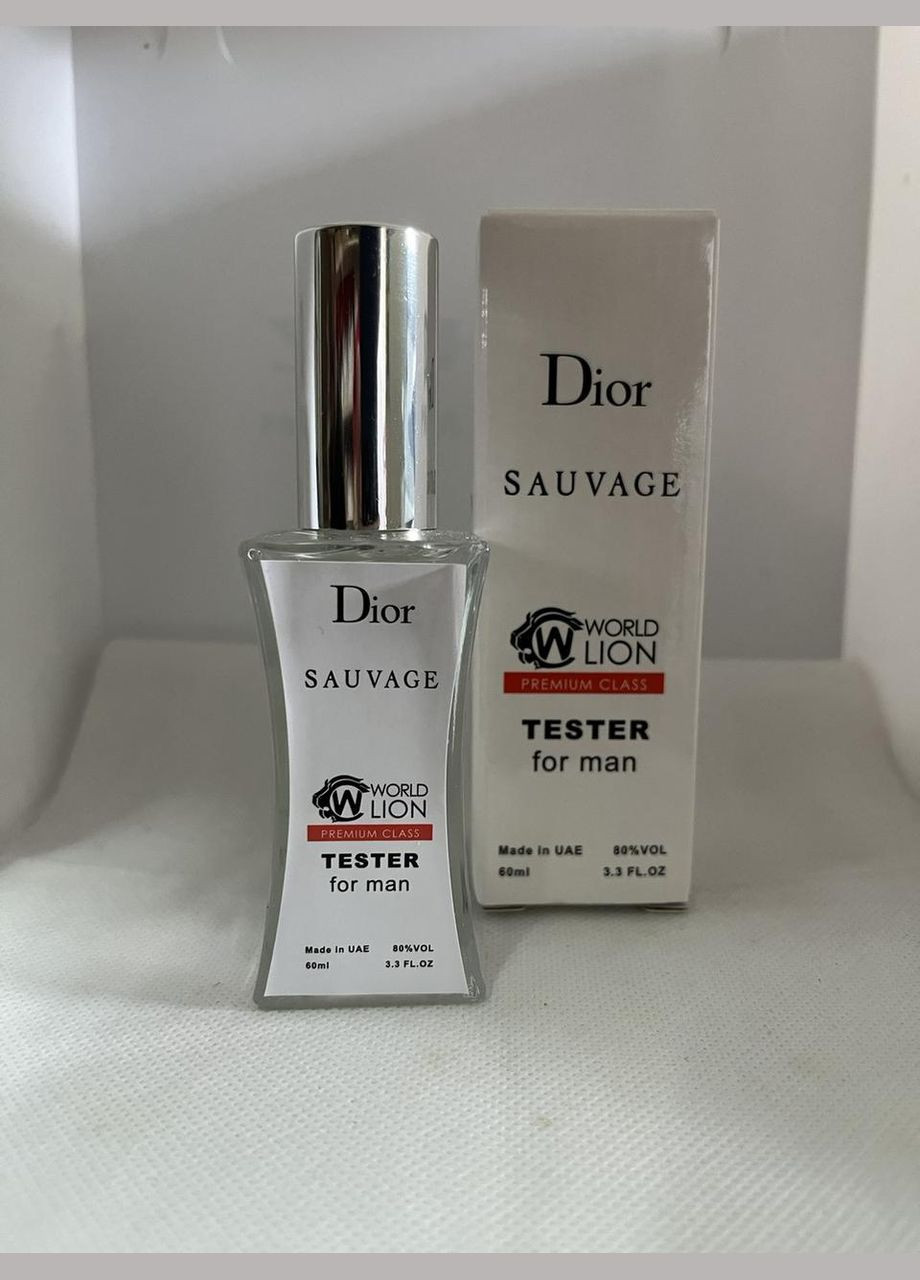 Dior
SAUVAGE
W WORLD
LION
PREMIUM CLASS
TESTER
for man
Made in UAE 80%VOL
60ml 3.3 FL.OZ
Dior
SAUVAGE
W WORLD
LION
PREMIUM CLASS
TESTER
for man
Made in UAE 80%VOL
60ml 3.3 FL.OZ